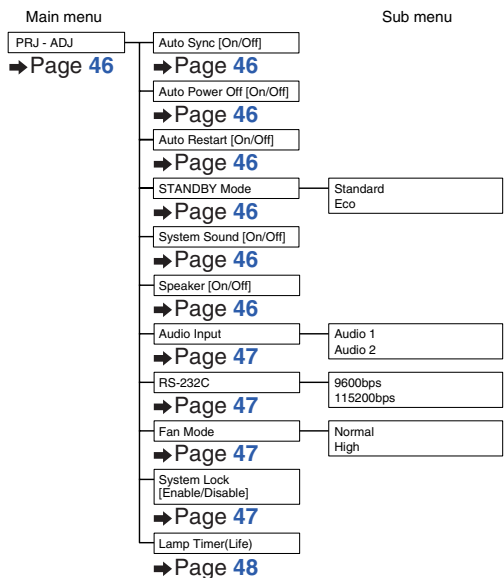 Main menu
Sub menu
PRJ - ADJ
➡Page 46
Auto Sync [On/Off]
➡Page 46
Auto Power Off [On/Off]
➡Page 46
Auto Restart [On/Off]
➡Page 46
STANDBY Mode
➡Page 46
Standard
Eco
System Sound [On/Off]
➡Page 46
Speaker [On/Off]
➡Page 46
Audio Input
➡Page 47
Audio 1
Audio 2
RS-232C
➡Page 47
9600bps
115200bps
Fan Mode
➡Page 47
Normal
High
System Lock
[Enable/Disable]
➡Page 47
Lamp Timer(Life)
➡Page 48